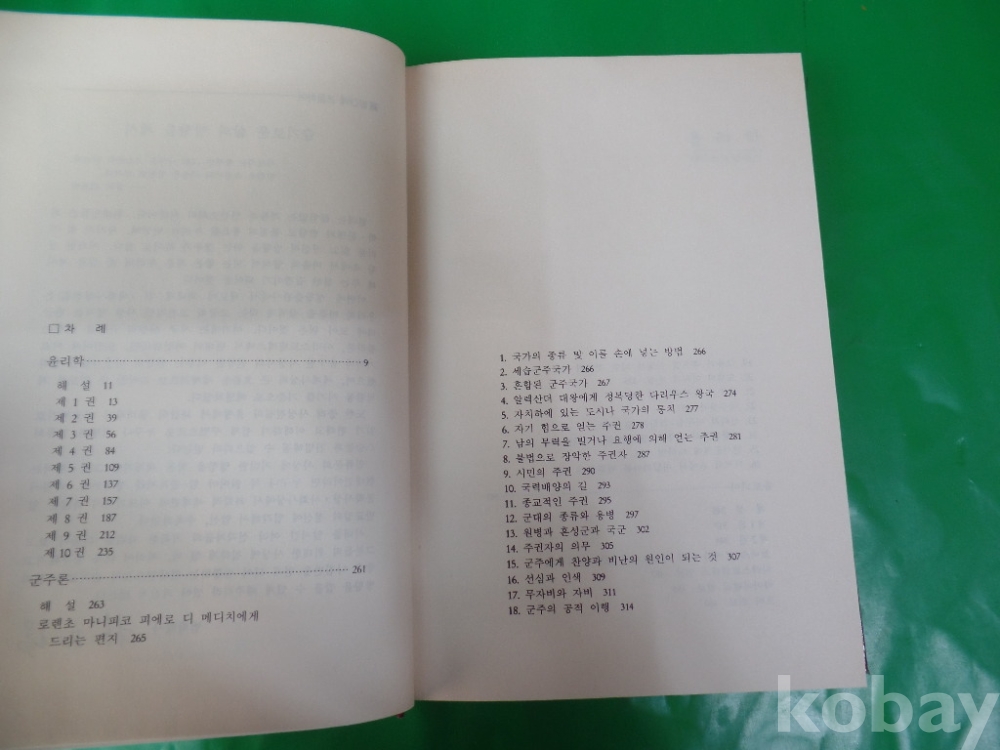 □ 차 례
윤리학 9
해 설 11
제 1 권 13
제 2 권 39
제 3 권 56
제 4 권 84
제 5 권 109
제 6 권 137
제 7 권 157
제 8 권 187
제 9 권 212
제 10 권 235
군주론 261
해 설 263
로렌초 마니피코 피에로 디 메디치에게
드리는 편지 265
1. 국가의 종류 및 이를 손에 넣는 방법 266
2. 세습군주국가 266
3. 혼합된 군주국가 267
4. 알렉산더 대왕에게 정복당한 다리우스 왕국 274
5. 자치하에 있는 도시나 국가의 통치 277
6. 자기 힘으로 얻는 주권 278
7. 남의 무력을 빌거나 요행에 의해 얻는 주권 281
8. 불법으로 장악한 주권자 287
9. 시민의 주권 290
10. 국력배양의 길 293
11. 종교적인 주권 295
12. 군대의 종류와 용병 297
13. 원병과 혼성군과 국군 302
14. 주권자의 의무 305
15. 군주에게 찬양과 비난의 원인이 되는 것 307
16. 선심과 인색 309
17. 무자비와 자비 311
18. 군주의 공적 이행 314
kobay